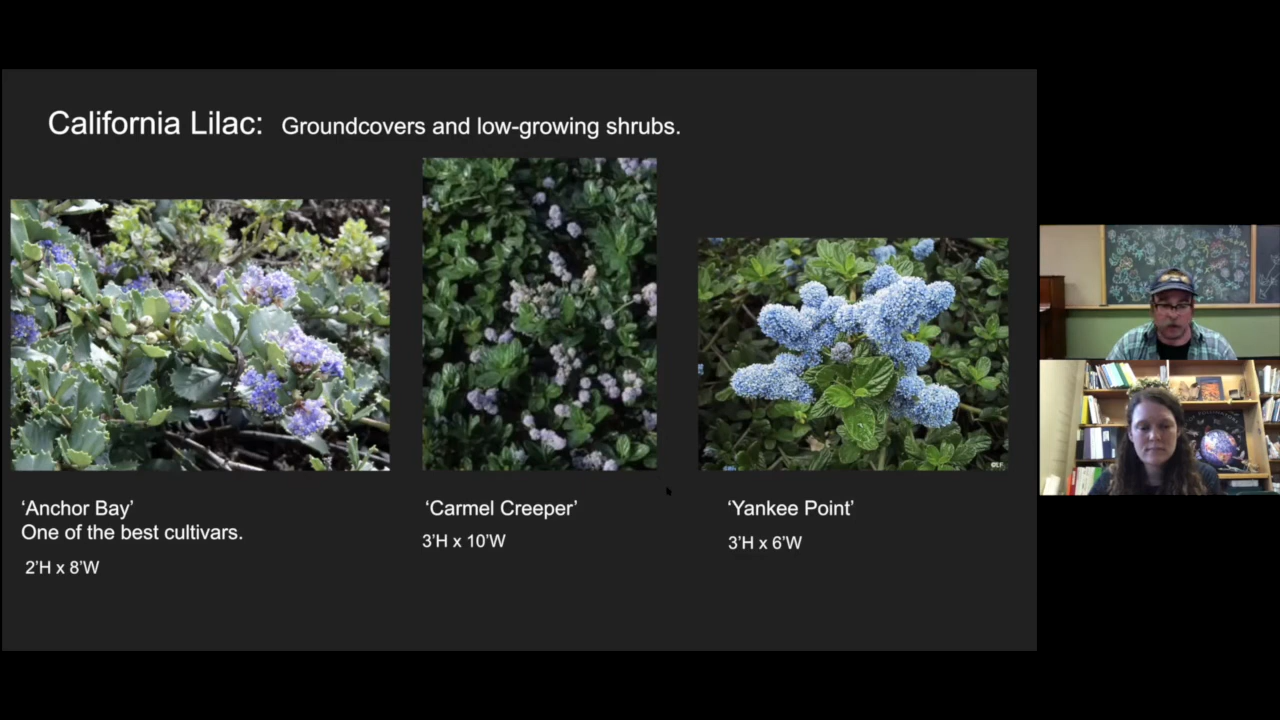 California Lilac: Groundcovers and low-growing shrubs.
‘Anchor Bay’
One of the best cultivars.
2’H x 8’W
‘Carmel Creeper’
3’H x 10’W
‘Yankee Point’
3’H x 6’W